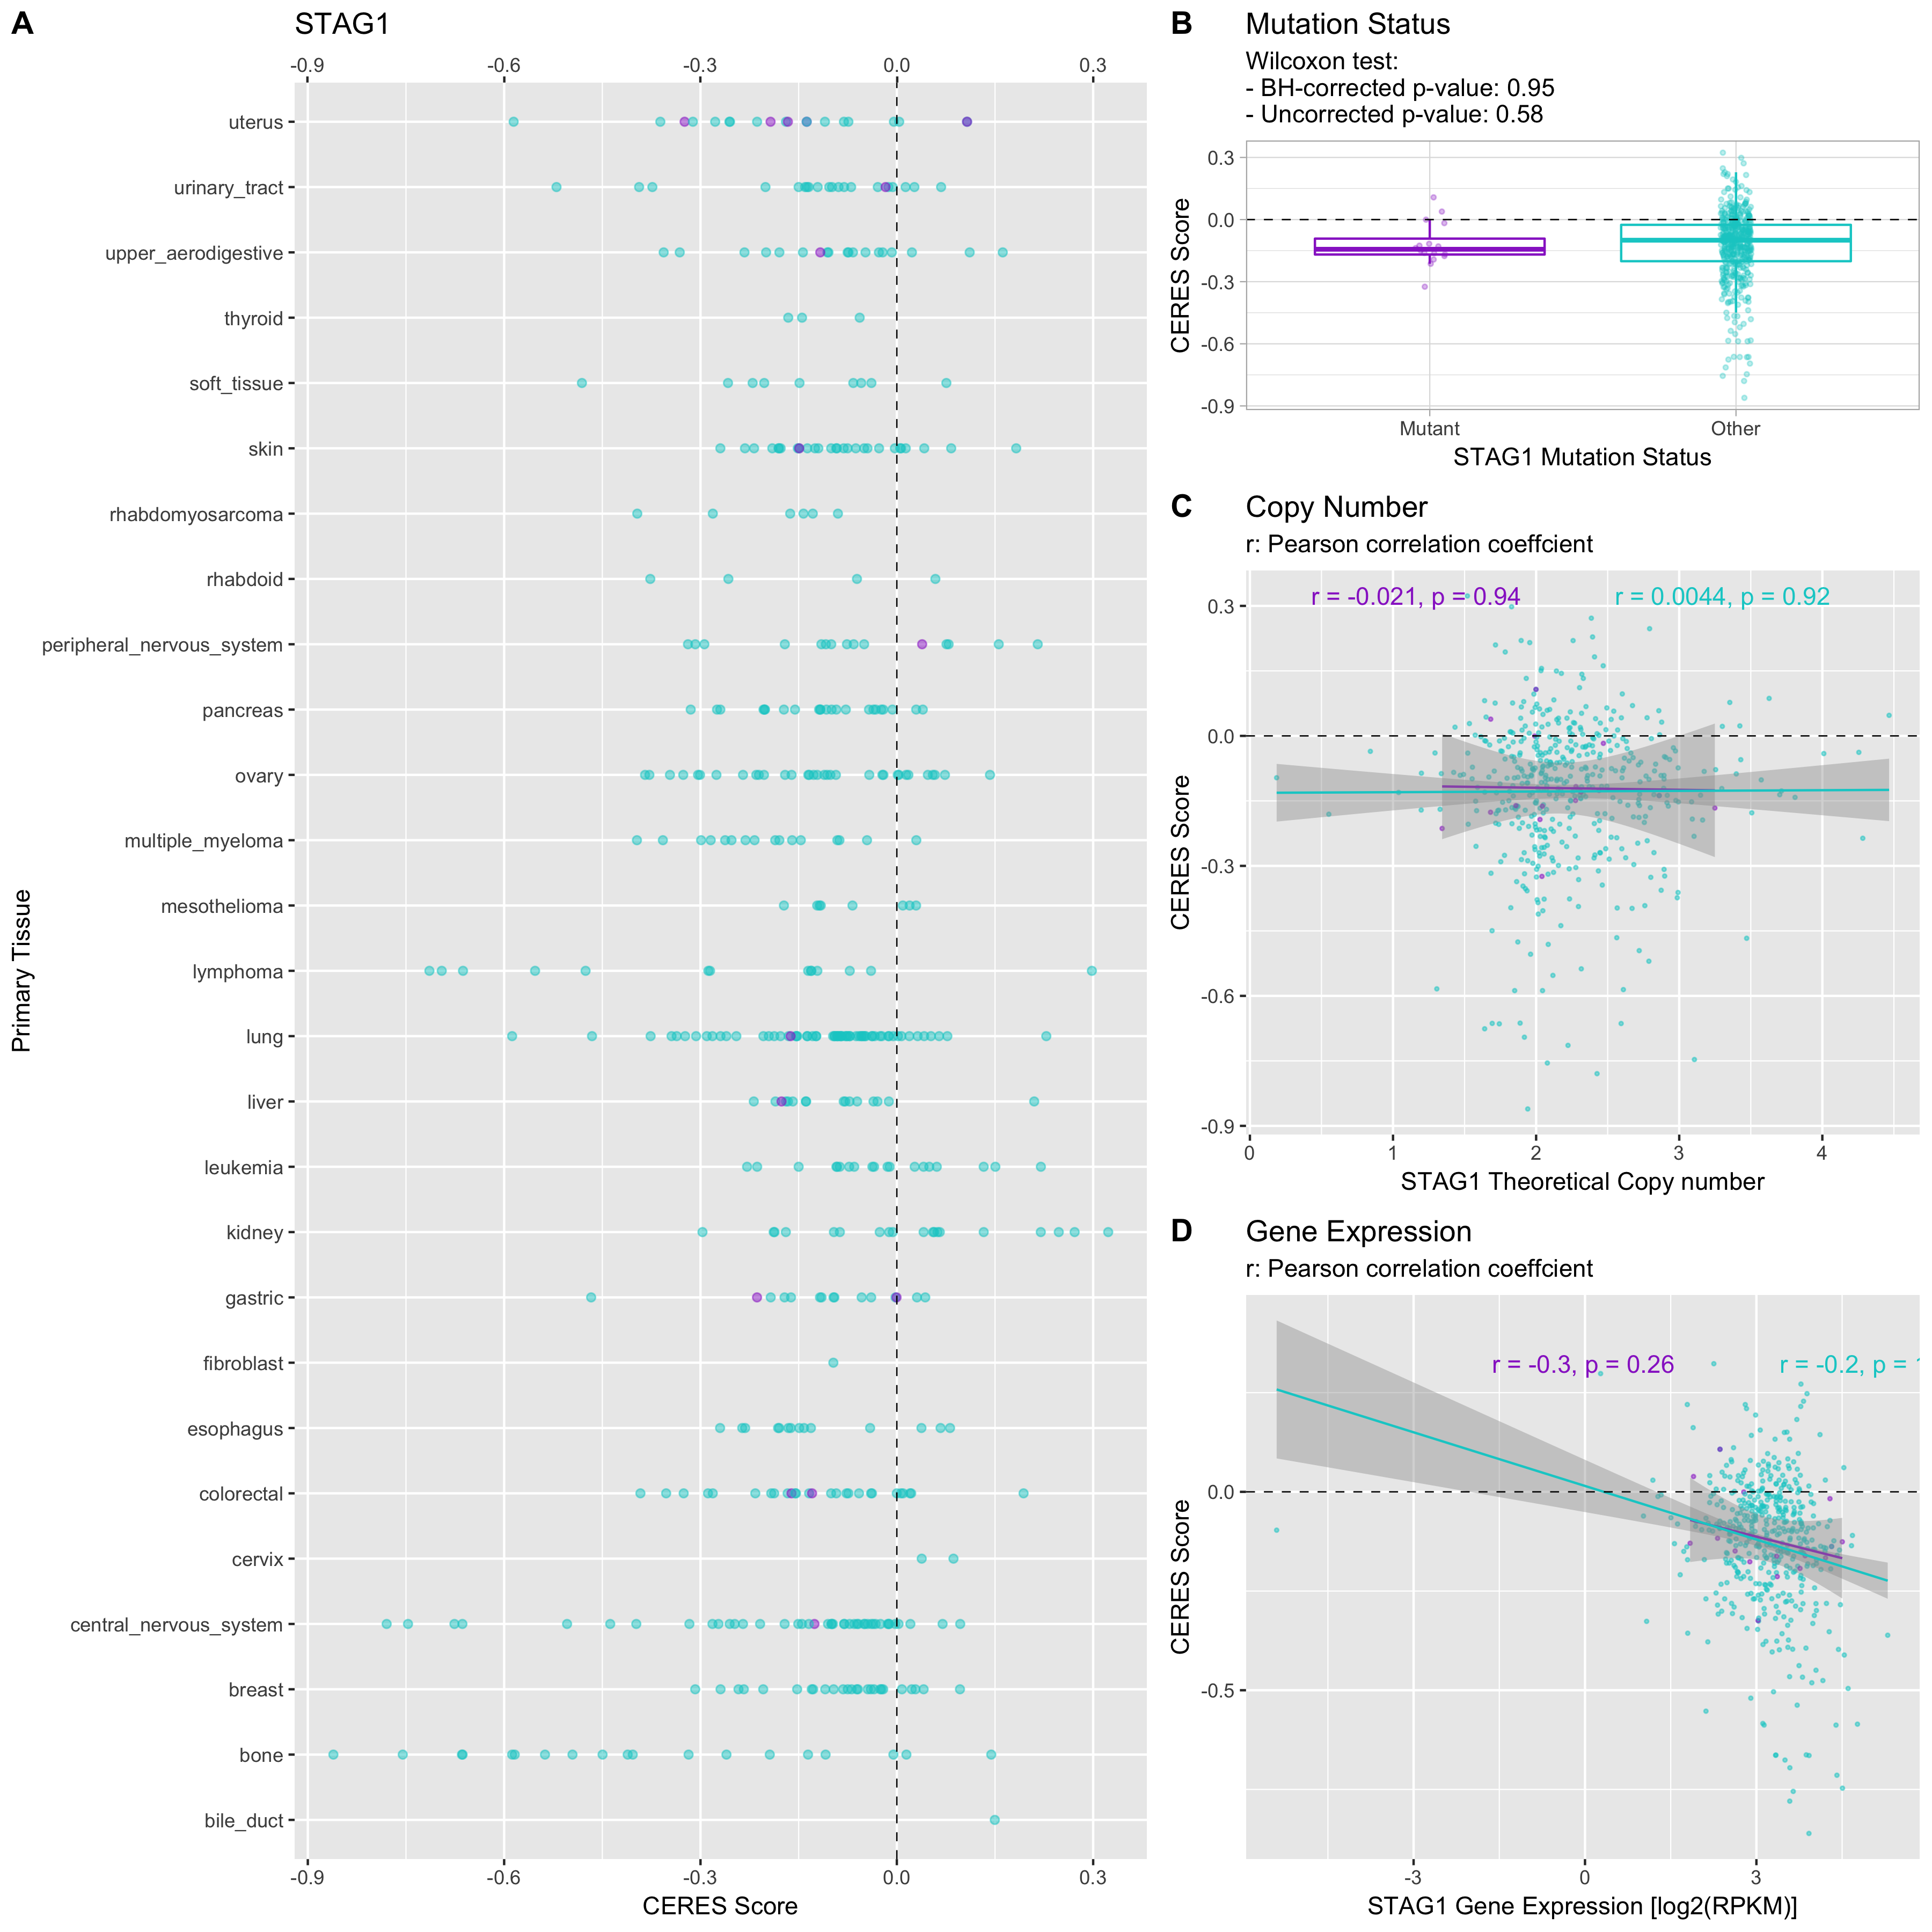 A
STAG1
-0.9 -0.6 -0.3 0.0 0.3
Primary Tissue
uterus
urinary_tract
upper_aerodigestive
thyroid
soft_tissue
skin
rhabdomyosarcoma
rhabdoid
peripheral_nervous_system
pancreas
ovary
multiple_myeloma
mesothelioma
lymphoma
lung
liver
leukemia
kidney
gastric
fibroblast
esophagus
colorectal
cervix
central_nervous_system
breast
bone
bile_duct
-0.9 -0.6 -0.3 0.0 0.3
CERES Score
B
Mutation Status
Wilcoxon test:
- BH-corrected p-value: 0.95
- Uncorrected p-value: 0.58
CERES Score
0.3
0.0
-0.3
-0.6
-0.9
Mutant Other
STAG1 Mutation Status
C
Copy Number
r: Pearson correlation coeffcient
r = -0.021, p = 0.94 r = 0.0044, p = 0.92
CERES Score
0.3
0.0
-0.3
-0.6
-0.9
0 1 2 3 4
STAG1 Theoretical Copy number
D
Gene Expression
r: Pearson correlation coeffcient
r = -0.3, p = 0.26 r = -0.2, p =
CERES Score
0.0
-0.5
-3 0 3
STAG1 Gene Expression [log2(RPKM)]